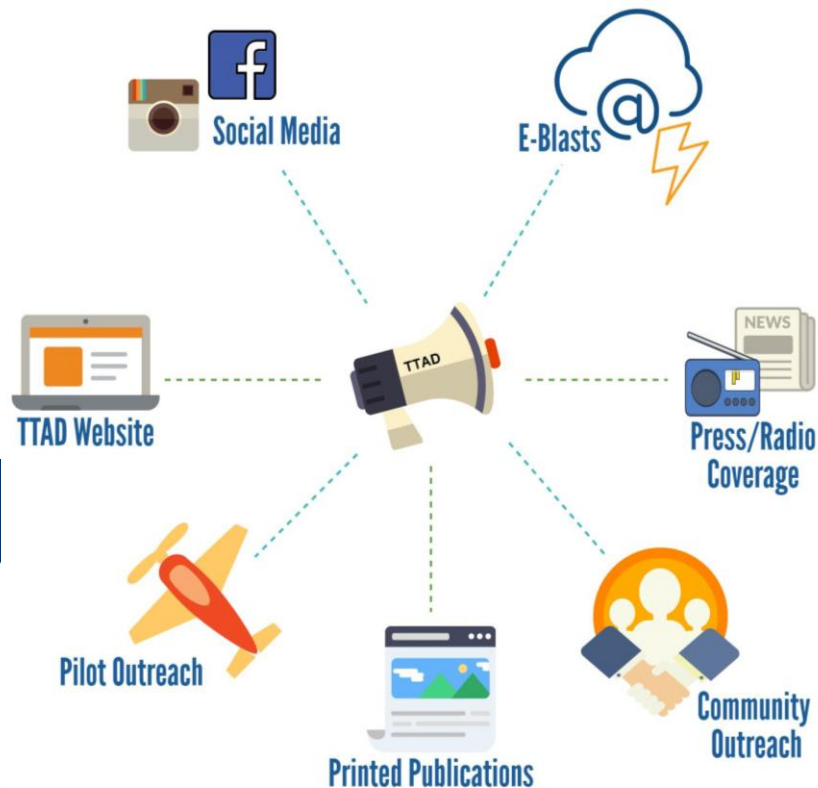 Social Media
E-Blasts
@
TTAD
NEWS
TTAD Website
Press/Radio
Coverage
Pilot Outreach
Community
Outreach
Printed Publications